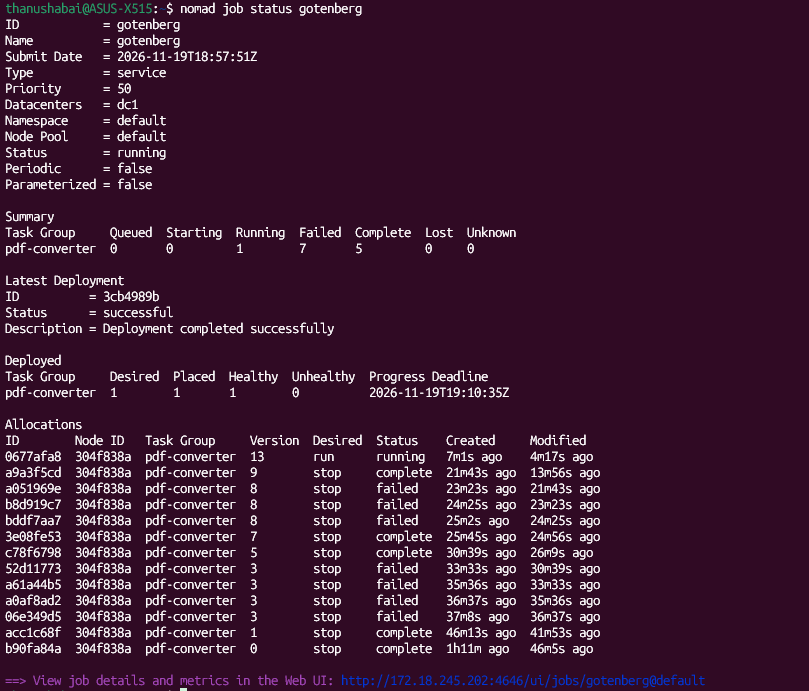 thanushabai@ASUS-X515:~$ nomad job status gotenberg
ID            = gotenberg
Name          = gotenberg
Submit Date   = 2026-11-19T18:57:51Z
Type          = service
Priority      = 50
Datacenters   = dc1
Namespace     = default
Node Pool     = default
Status        = running
Periodic      = false
Parameterized = false

Summary
Task Group     Queued  Starting  Running  Failed  Complete  Lost  Unknown
pdf-converter  0       0         1        7       5         0     0

Latest Deployment
ID          = 3cb4989b
Status      = successful
Description = Deployment completed successfully

Deployed
Task Group     Desired  Placed  Healthy  Unhealthy  Progress Deadline
pdf-converter  1        1       1        0          2026-11-19T19:10:35Z

Allocations
ID        Node ID   Task Group     Version  Desired  Status    Created     Modified
0677afa8  304f838a  pdf-converter  13       run      running   7m1s ago    4m17s ago
a9a3f5cd  304f838a  pdf-converter  9        stop     complete  21m43s ago  13m56s ago
a051969e  304f838a  pdf-converter  8        stop     failed    23m23s ago  21m43s ago
b8d919c7  304f838a  pdf-converter  8        stop     failed    24m25s ago  23m23s ago
bddf7aa7  304f838a  pdf-converter  8        stop     failed    25m2s ago   24m25s ago
3e08fe53  304f838a  pdf-converter  7        stop     complete  25m45s ago  24m56s ago
c78f6798  304f838a  pdf-converter  5        stop     complete  30m39s ago  26m9s ago
52d11773  304f838a  pdf-converter  3        stop     failed    33m33s ago  30m39s ago
a61a44b5  304f838a  pdf-converter  3        stop     failed    35m36s ago  33m33s ago
a0af8ad2  304f838a  pdf-converter  3        stop     failed    36m37s ago  35m36s ago
06e349d5  304f838a  pdf-converter  3        stop     failed    37m8s ago   36m37s ago
acc1c68f  304f838a  pdf-converter  1        stop     complete  46m13s ago  41m53s ago
b90fa84a  304f838a  pdf-converter  0        stop     complete  1h11m ago   46m5s ago

==> View job details and metrics in the Web UI: http://172.18.245.202:4646/ui/jobs/gotenberg@default